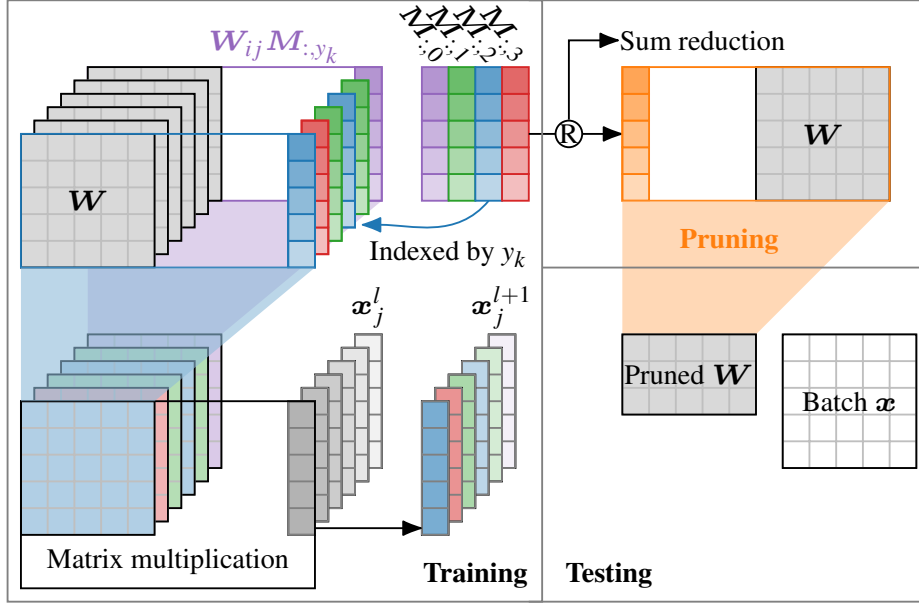 W_{ij} M_{:,y_k}
M_{:,0}
M_{:,1}
M_{:,2}
M_{:,3}
Sum reduction
R
W
W
Pruning
Indexed by y_k
x_j^l
x_j^{l+1}
Pruned W
Batch x
Matrix multiplication
Training
Testing